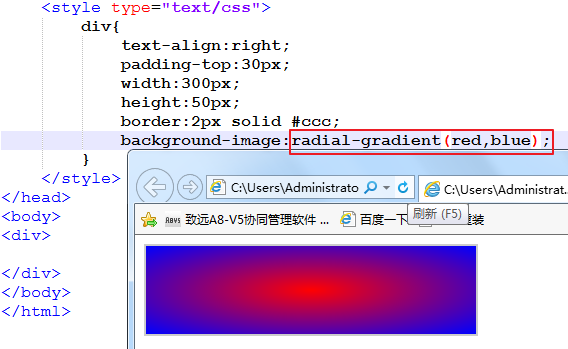 <style type="text/css">
div{
text-align:right;
padding-top:30px;
width:300px;
height:50px;
border:2px solid #ccc;
background-image:radial-gradient(red,blue);
}
</style>
</head>
<body>
<div>
</div>
</body>
</html>
C:\Users\Administrato
C:\Users\Administrat...
刷新 (F5)
致远A8-V5协同管理软件 ...
百度一下
装